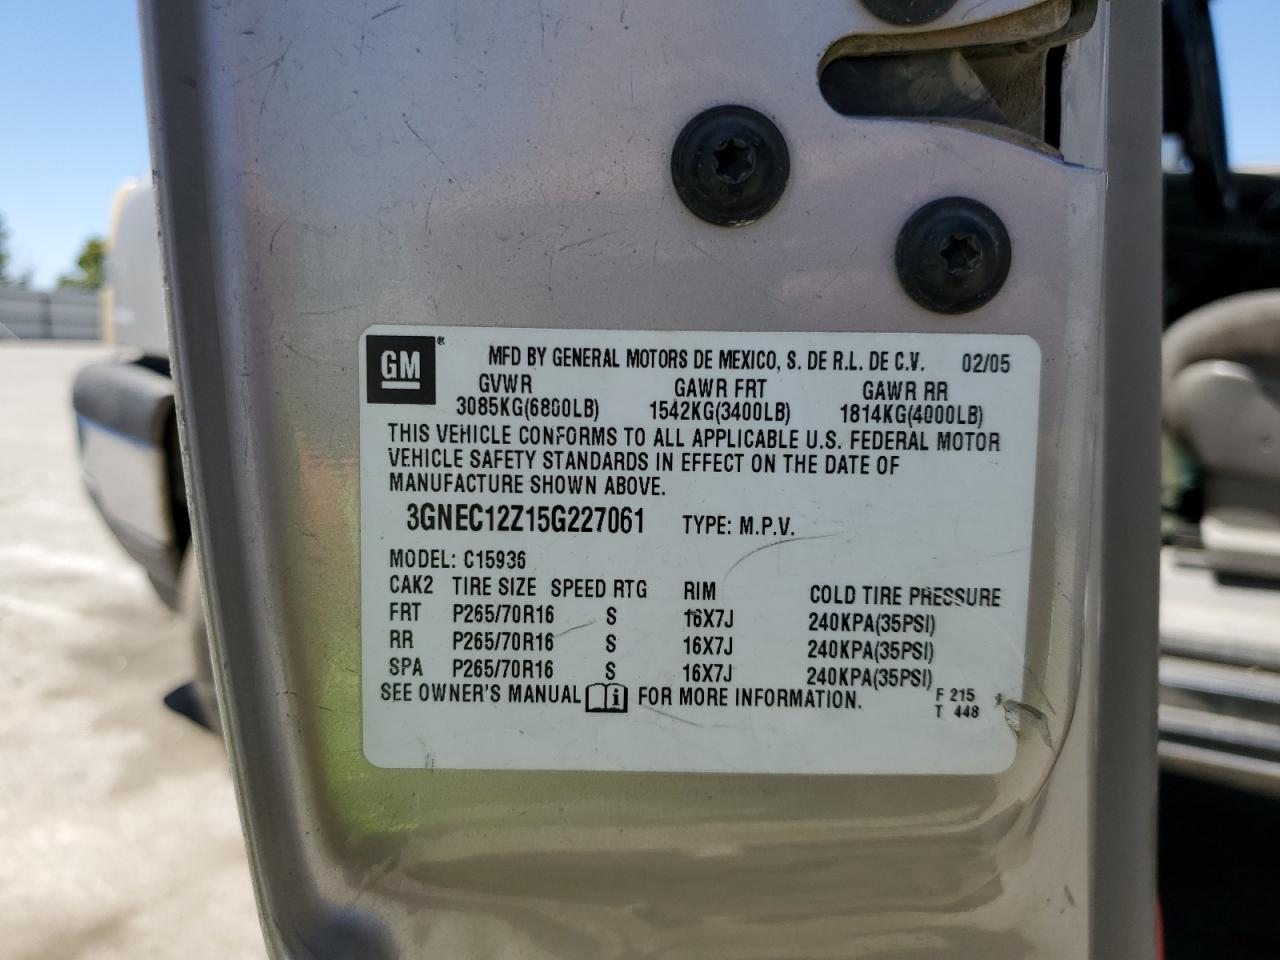 GM ® MFD BY GENERAL MOTORS DE MEXICO, S. DE R.L. DE C.V. 02/05
GVWR GAWR FRT GAWR RR
3085KG(6800LB) 1542KG(3400LB) 1814KG(4000LB)
THIS VEHICLE CONFORMS TO ALL APPLICABLE U.S. FEDERAL MOTOR
VEHICLE SAFETY STANDARDS IN EFFECT ON THE DATE OF
MANUFACTURE SHOWN ABOVE.
3GNEC12Z15G227061 TYPE: M.P.V.
MODEL: C15936
CAK2 TIRE SIZE SPEED RTG RIM COLD TIRE PRESSURE
FRT P265/70R16 S 16X7J 240KPA(35PSI)
RR P265/70R16 S 16X7J 240KPA(35PSI)
SPA P265/70R16 S 16X7J 240KPA(35PSI)
SEE OWNER'S MANUAL i FOR MORE INFORMATION. F 215
T 448